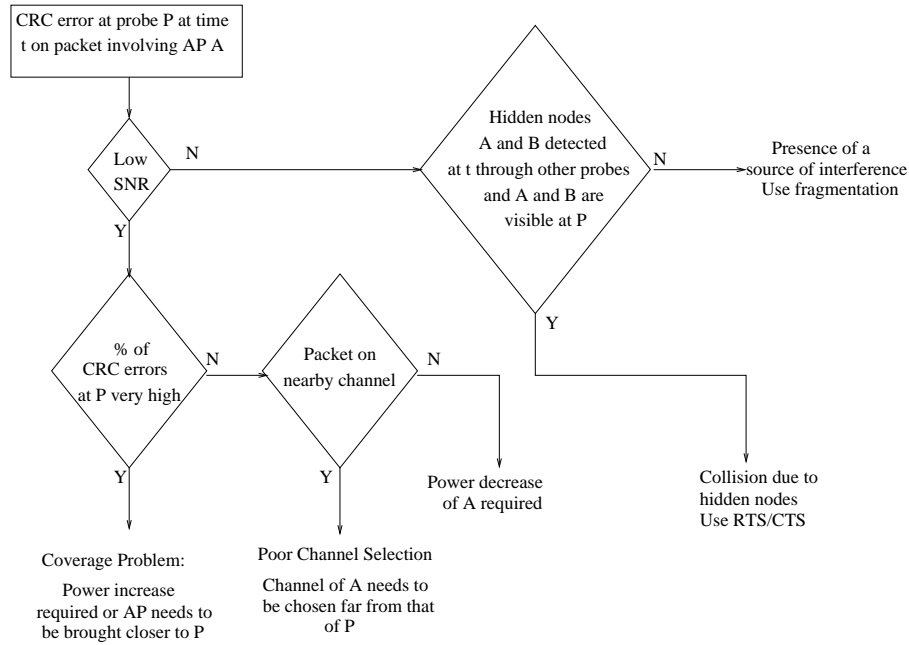 CRC error at probe P at time
t on packet involving AP A
Low
SNR
N
Y
Hidden nodes
A and B detected
at t through other probes
and A and B are
visible at P
N
Y
Presence of a
source of interference
Use fragmentation
% of
CRC errors
at P very high
N
Y
Packet on
nearby channel
N
Y
Power decrease
of A required
Collision due to
hidden nodes
Use RTS/CTS
Coverage Problem:
Power increase
required or AP needs to
be brought closer to P
Poor Channel Selection
Channel of A needs to
be chosen far from that
of P